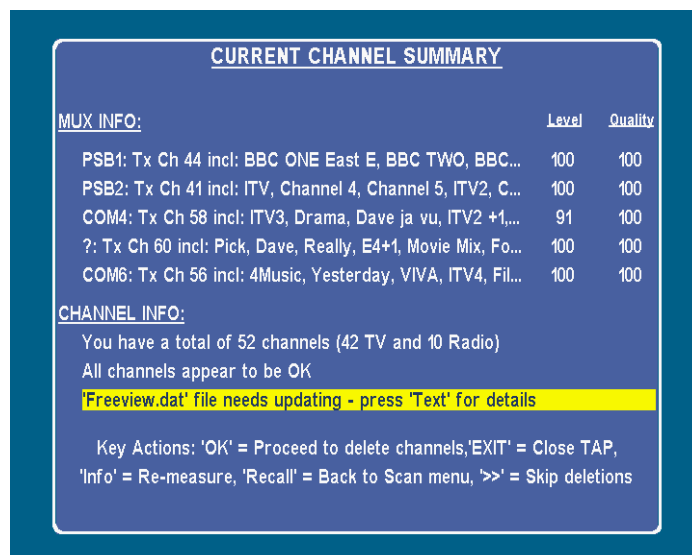 CURRENT CHANNEL SUMMARY
MUX INFO: Level Quality
PSB1: Tx Ch 44 incl: BBC ONE East E, BBC TWO, BBC... 100 100
PSB2: Tx Ch 41 incl: ITV, Channel 4, Channel 5, ITV2, C... 100 100
COM4: Tx Ch 58 incl: ITV3, Drama, Dave ja vu, ITV2 +1,... 91 100
?: Tx Ch 60 incl: Pick, Dave, Really, E4+1, Movie Mix, Fo... 100 100
COM6: Tx Ch 56 incl: 4Music, Yesterday, VIVA, ITV4, Fil... 100 100
CHANNEL INFO:
You have a total of 52 channels (42 TV and 10 Radio)
All channels appear to be OK
'Freeview.dat' file needs updating - press 'Text' for details
Key Actions: 'OK' = Proceed to delete channels,'EXIT' = Close TAP,
'Info' = Re-measure, 'Recall' = Back to Scan menu, '>>' = Skip deletions